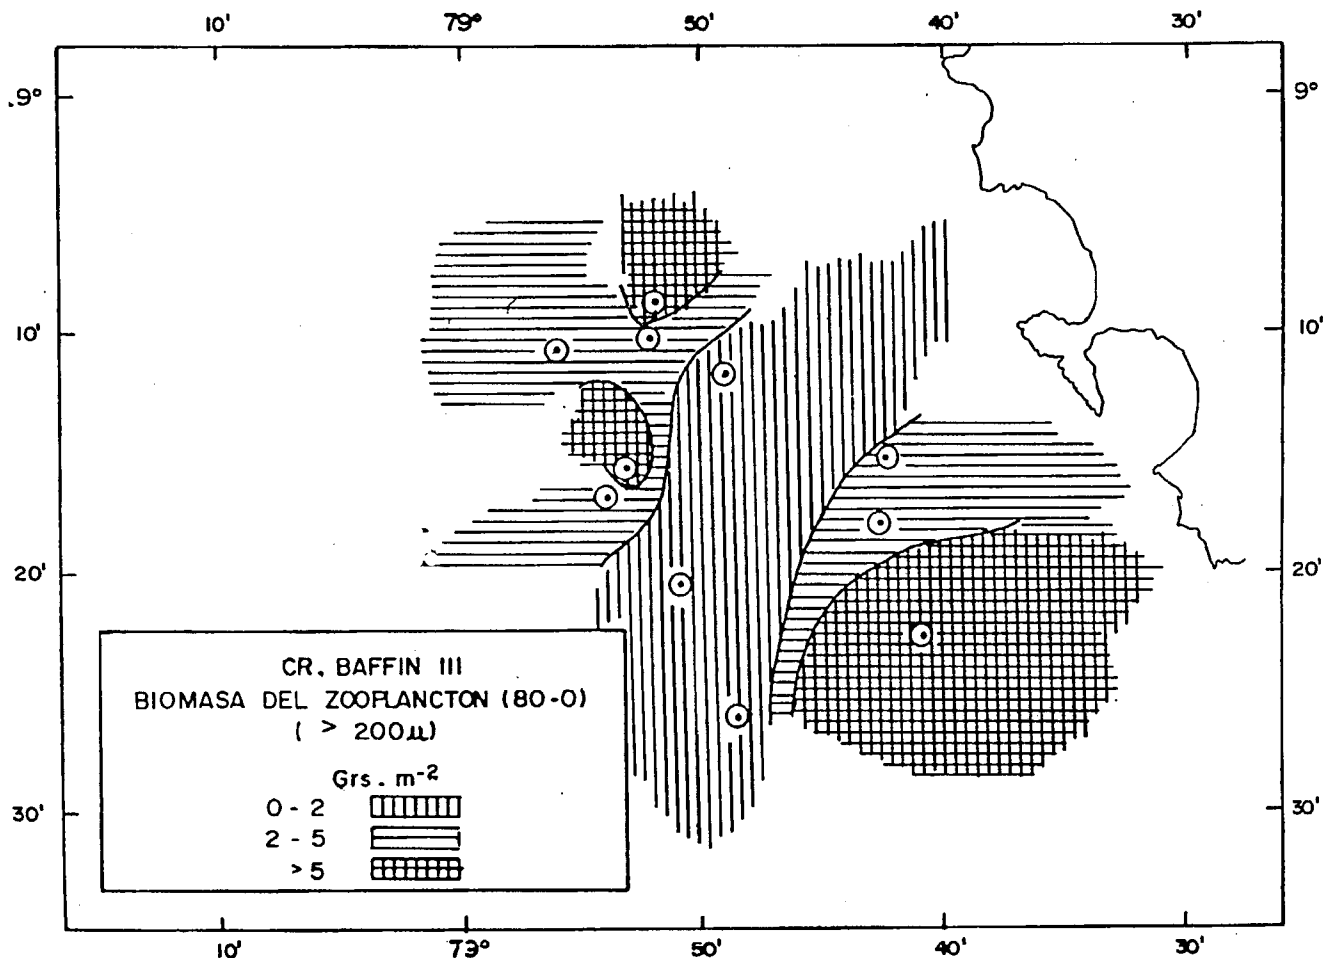 10' 79° 50' 40' 30'
9° 9°
10' 10'
20' 20'
30' 30'
CR. BAFFIN III
BIOMASA DEL ZOOPLANCTON (80-0)
( > 200µ)
Grs. m⁻²
0 - 2
2 - 5
> 5
10' 79° 50' 40' 30'